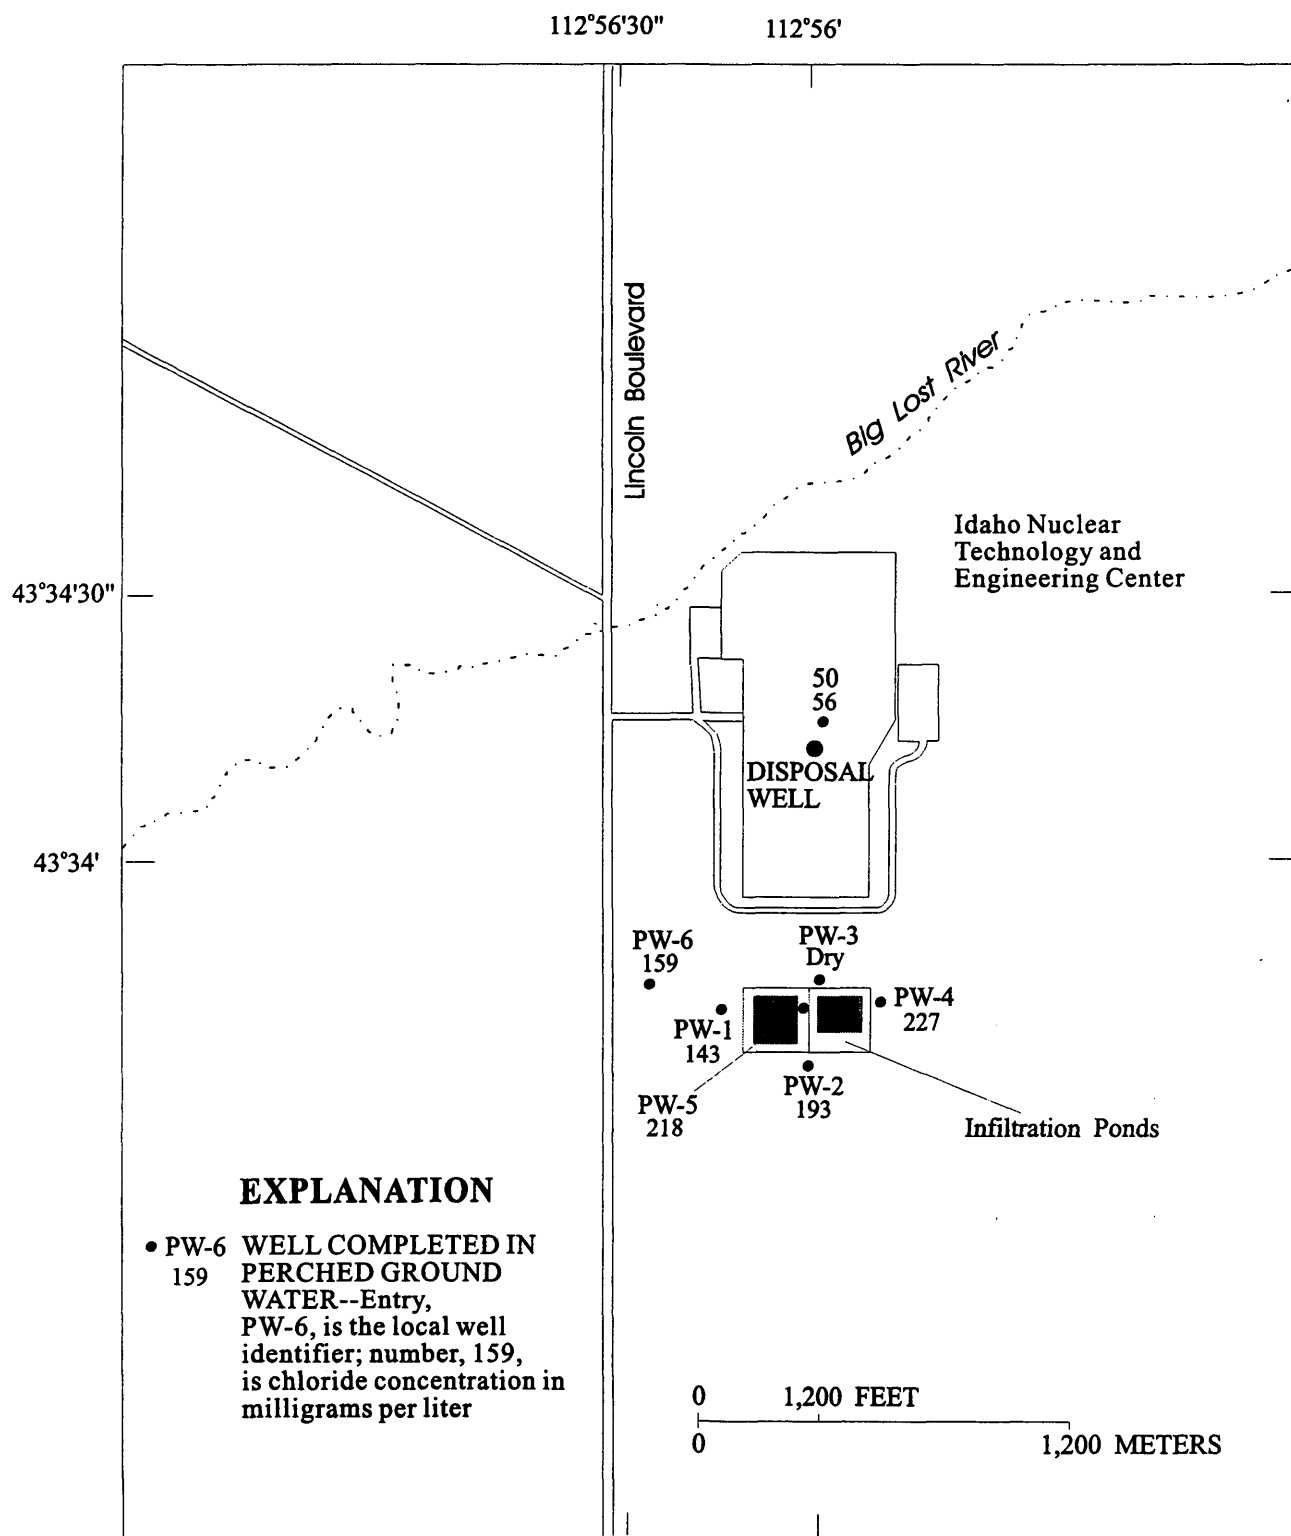 112°56'30"
112°56'
Lincoln Boulevard
Big Lost River
Idaho Nuclear
Technology and
Engineering Center
43°34'30"
50
56
DISPOSAL
WELL
43°34'
PW-6
159
PW-3
Dry
PW-4
227
PW-1
143
PW-2
193
PW-5
218
Infiltration Ponds
EXPLANATION
PW-6 WELL COMPLETED IN
159 PERCHED GROUND
WATER--Entry,
PW-6, is the local well
identifier; number, 159,
is chloride concentration in
milligrams per liter
0 1,200 FEET
0 1,200 METERS